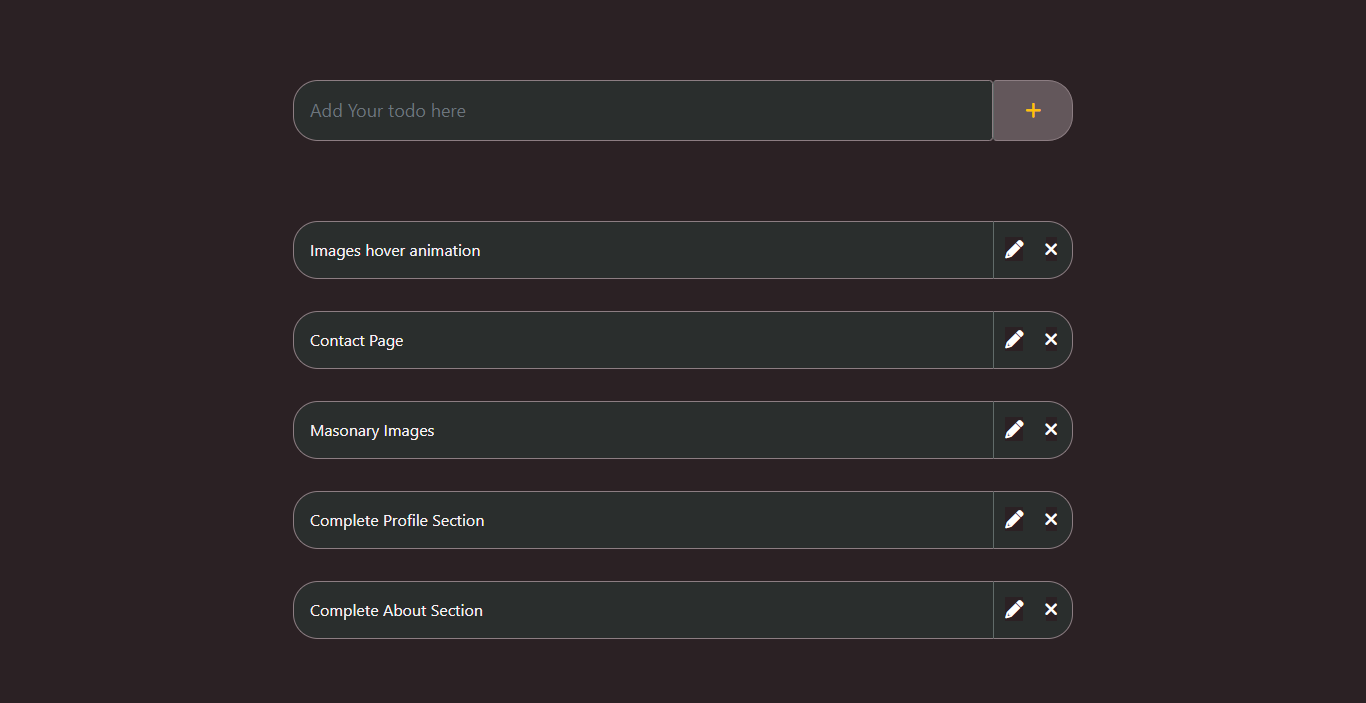 Add Your todo here
Images hover animation
Contact Page
Masonary Images
Complete Profile Section
Complete About Section